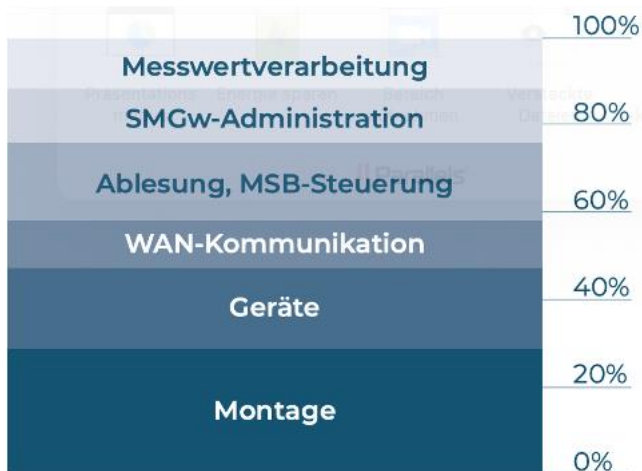 100%
Messwertverarbeitung
SMGw-Administration
80%
Ablesung, MSB-Steuerung
60%
WAN-Kommunikation
40%
Geräte
20%
Montage
0%